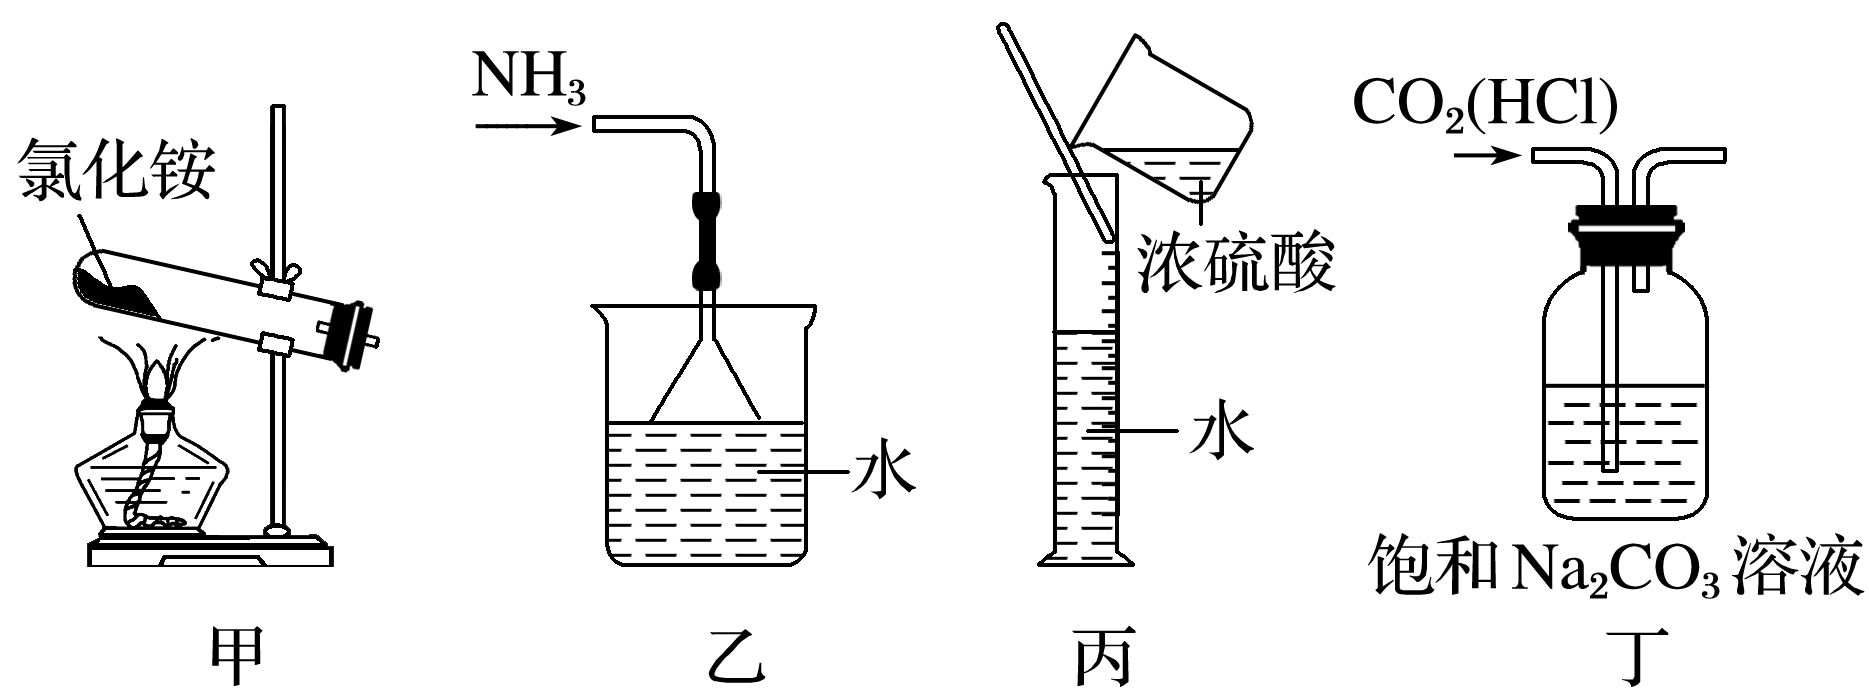 氯化铵
甲
NH₃
水
乙
浓硫酸
水
丙
CO₂(HCl)
饱和Na₂CO₃溶液
丁